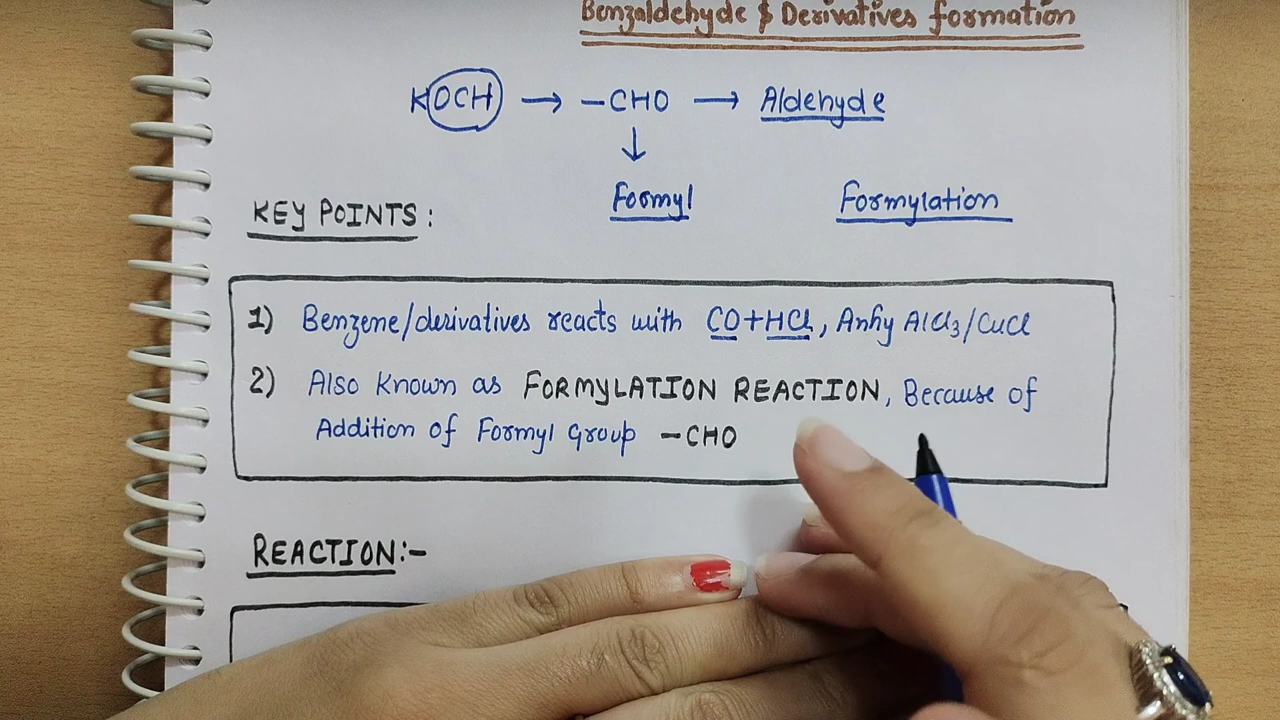 Benzaldehyde & Derivatives formation
KOCH → –CHO → Aldehyde
↓
Formyl Formylation
KEY POINTS:
1) Benzene/derivatives reacts with CO+HCl, Anhy AlCl3/CuCl
2) Also Known as FORMYLATION REACTION, Because of
Addition of Formyl Group –CHO
REACTION:-